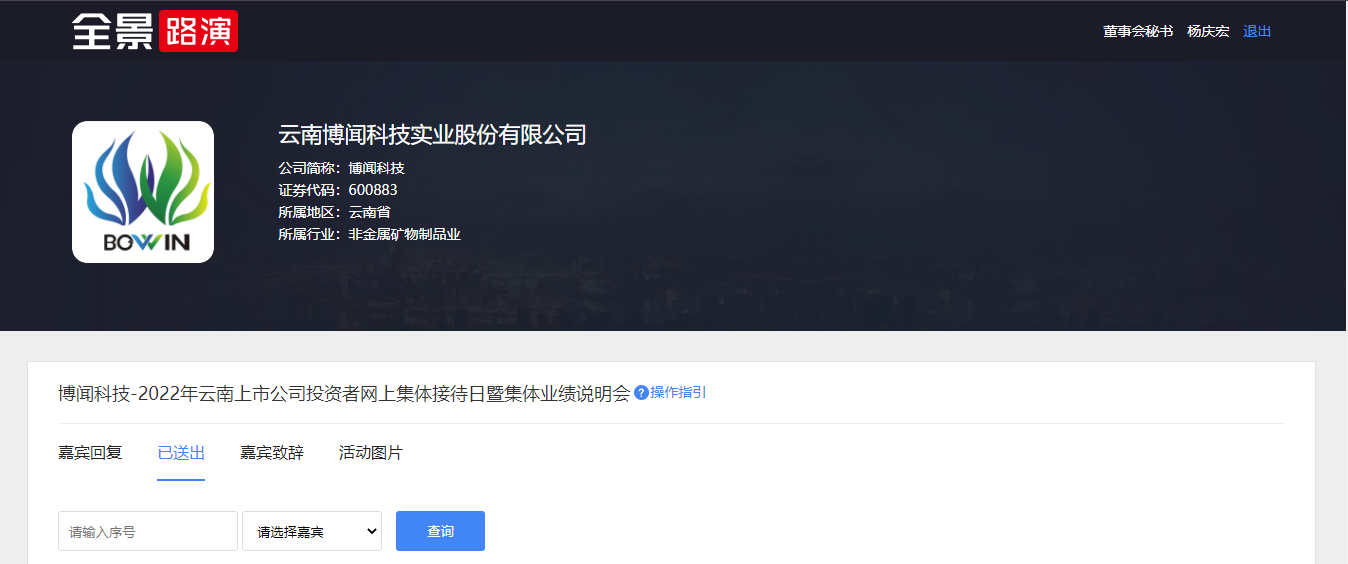 全景路演
董事会秘书 杨庆宏 退出
云南博闻科技实业股份有限公司
公司简称：博闻科技
证券代码：600883
所属地区：云南省
所属行业：非金属矿物制品业
BOWIN
博闻科技-2022年云南上市公司投资者网上集体接待日暨集体业绩说明会 ?操作指引
嘉宾回复 已送出 嘉宾致辞 活动图片
请输入序号 请选择嘉宾 查询